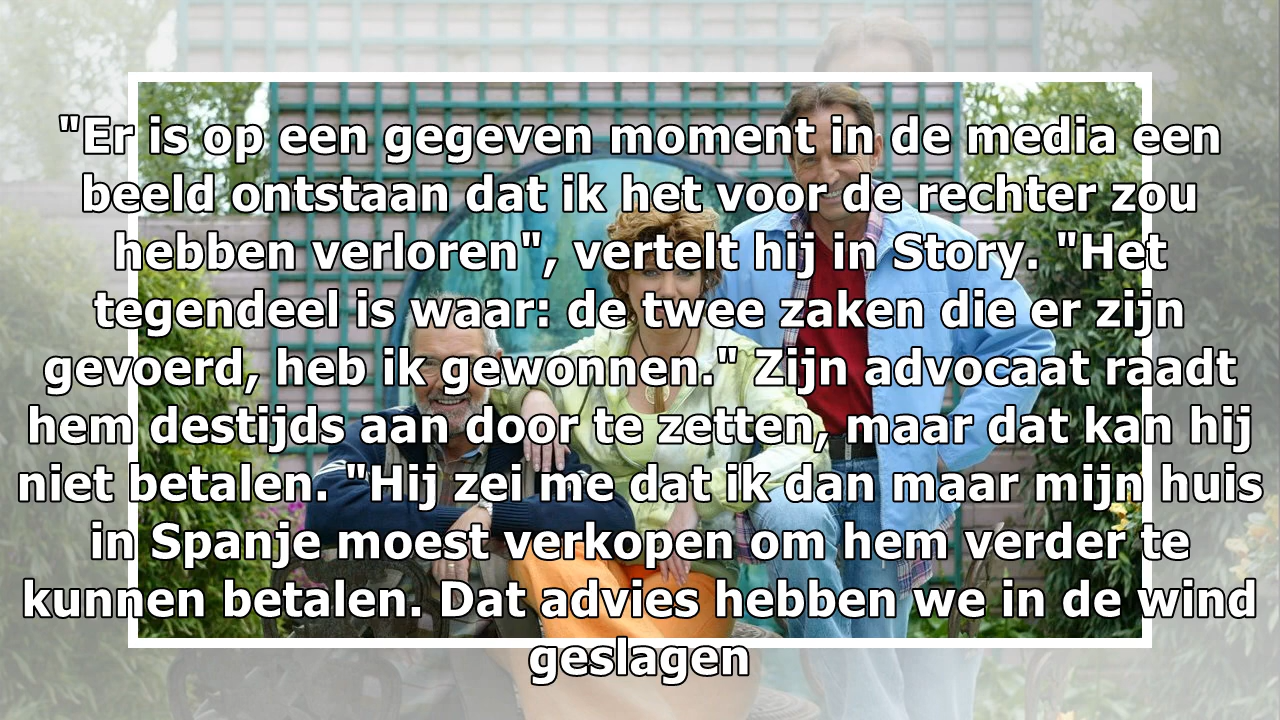 "Er is op een gegeven moment in de media een
beeld ontstaan dat ik het voor de rechter zou
hebben verloren", vertelt hij in Story. "Het
tegendeel is waar: de twee zaken die er zijn
gevoerd, heb ik gewonnen." Zijn advocaat raadt
hem destijds aan door te zetten, maar dat kan hij
niet betalen. "Hij zei me dat ik dan maar mijn huis
in Spanje moest verkopen om hem verder te
kunnen betalen. Dat advies hebben we in de wind
geslagen